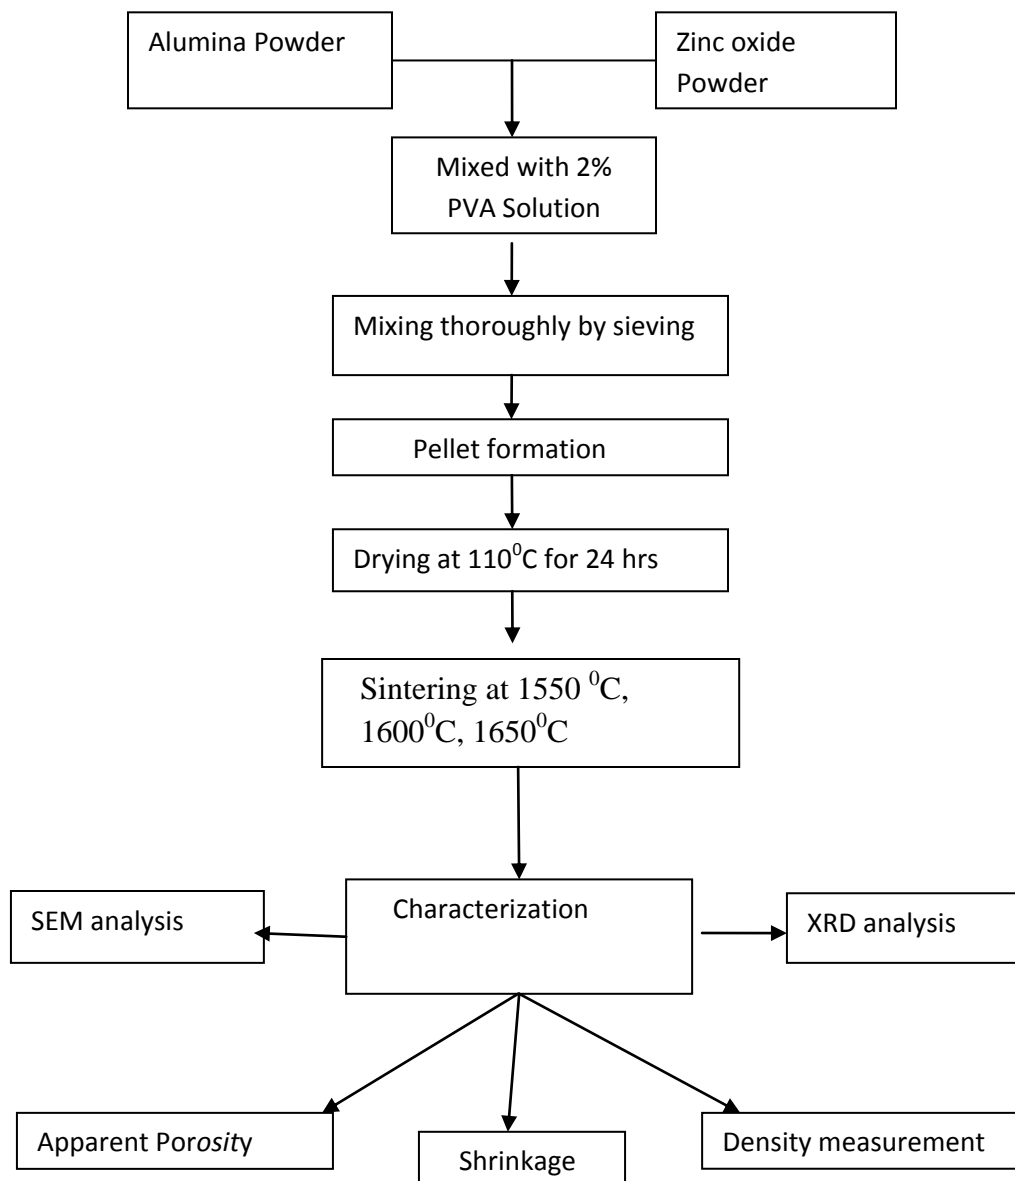 Alumina Powder
Zinc oxide
Powder
Mixed with 2%
PVA Solution
Mixing thoroughly by sieving
Pellet formation
Drying at 110⁰C for 24 hrs
Sintering at 1550 ⁰C,
1600⁰C, 1650⁰C
Characterization
SEM analysis
XRD analysis
Apparent Porosity
Shrinkage
Density measurement